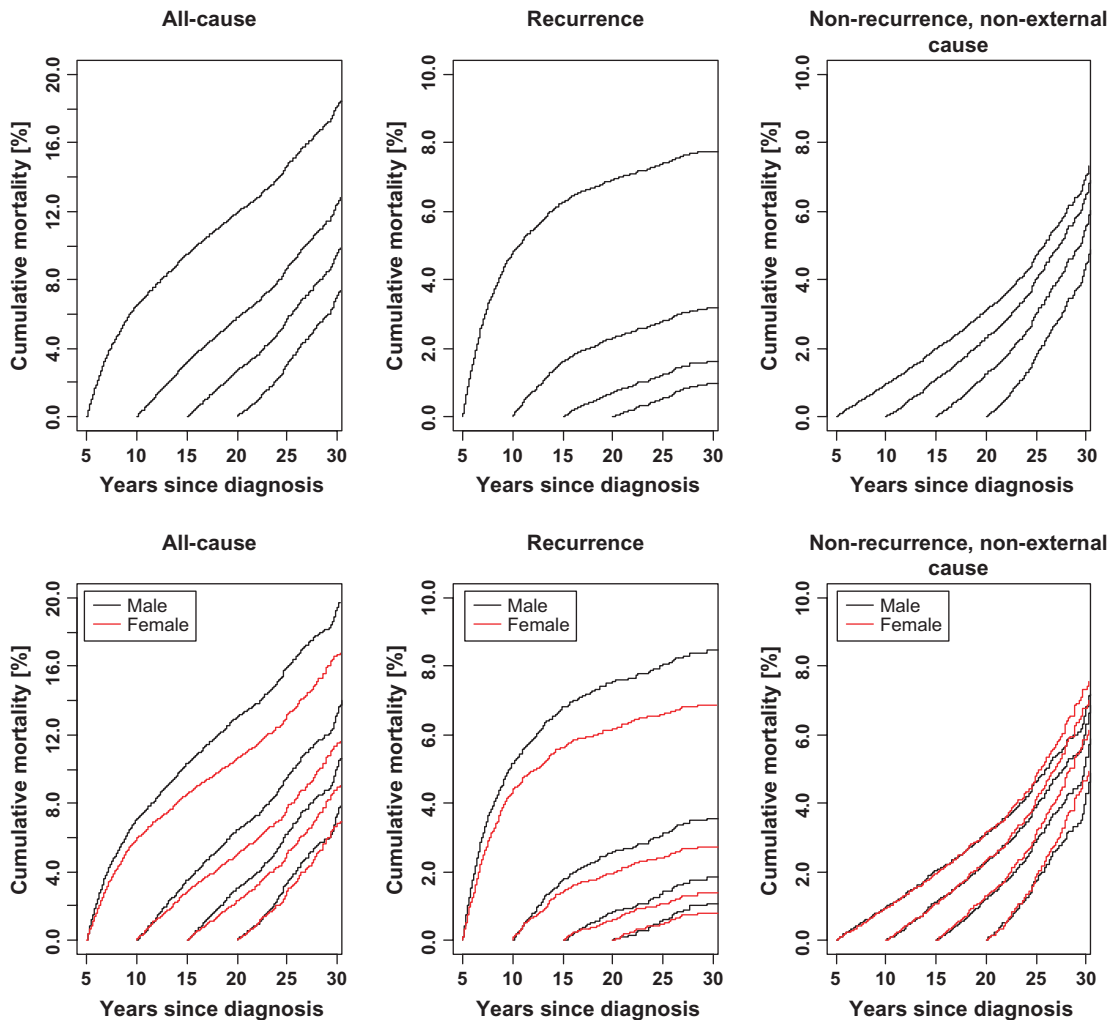 All-cause
Recurrence
Non-recurrence, non-external
cause
Cumulative mortality [%]
20.0
16.0
12.0
8.0
4.0
0.0
5 10 15 20 25 30
Years since diagnosis
Cumulative mortality [%]
10.0
8.0
6.0
4.0
2.0
0.0
5 10 15 20 25 30
Years since diagnosis
Cumulative mortality [%]
10.0
8.0
6.0
4.0
2.0
0.0
5 10 15 20 25 30
Years since diagnosis
All-cause
Recurrence
Non-recurrence, non-external
cause
Cumulative mortality [%]
20.0
16.0
12.0
8.0
4.0
0.0
Male
Female
5 10 15 20 25 30
Years since diagnosis
Cumulative mortality [%]
10.0
8.0
6.0
4.0
2.0
0.0
Male
Female
5 10 15 20 25 30
Years since diagnosis
Cumulative mortality [%]
10.0
8.0
6.0
4.0
2.0
0.0
Male
Female
5 10 15 20 25 30
Years since diagnosis